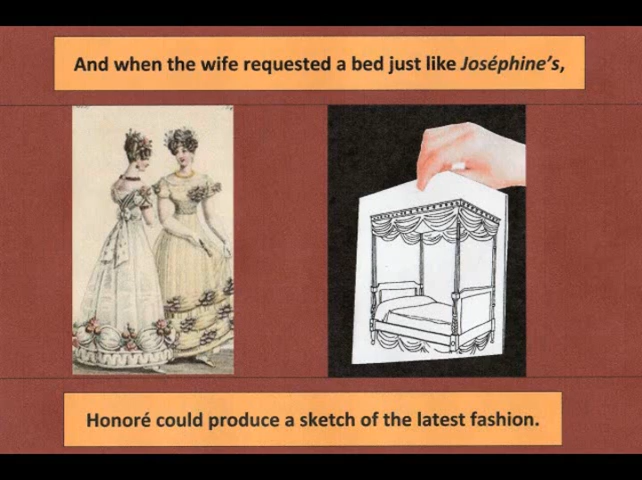 And when the wife requested a bed just like Joséphine's,
Honoré could produce a sketch of the latest fashion.